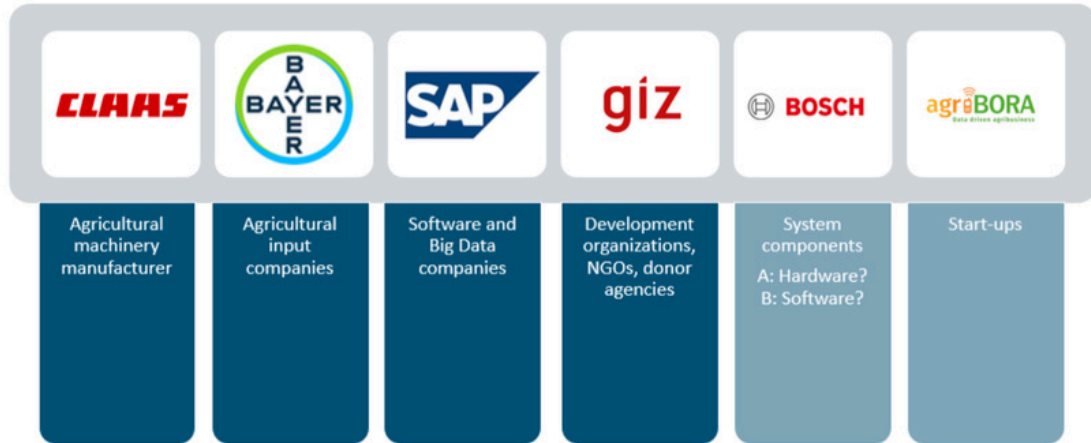 CLAAS
BAYER
BAYER
SAP
giz
BOSCH
agriBORA
Data driven agribusiness
Agricultural
machinery
manufacturer
Agricultural
input
companies
Software and
Big Data
companies
Development
organizations,
NGOs, donor
agencies
System
components
A: Hardware?
B: Software?
Start-ups